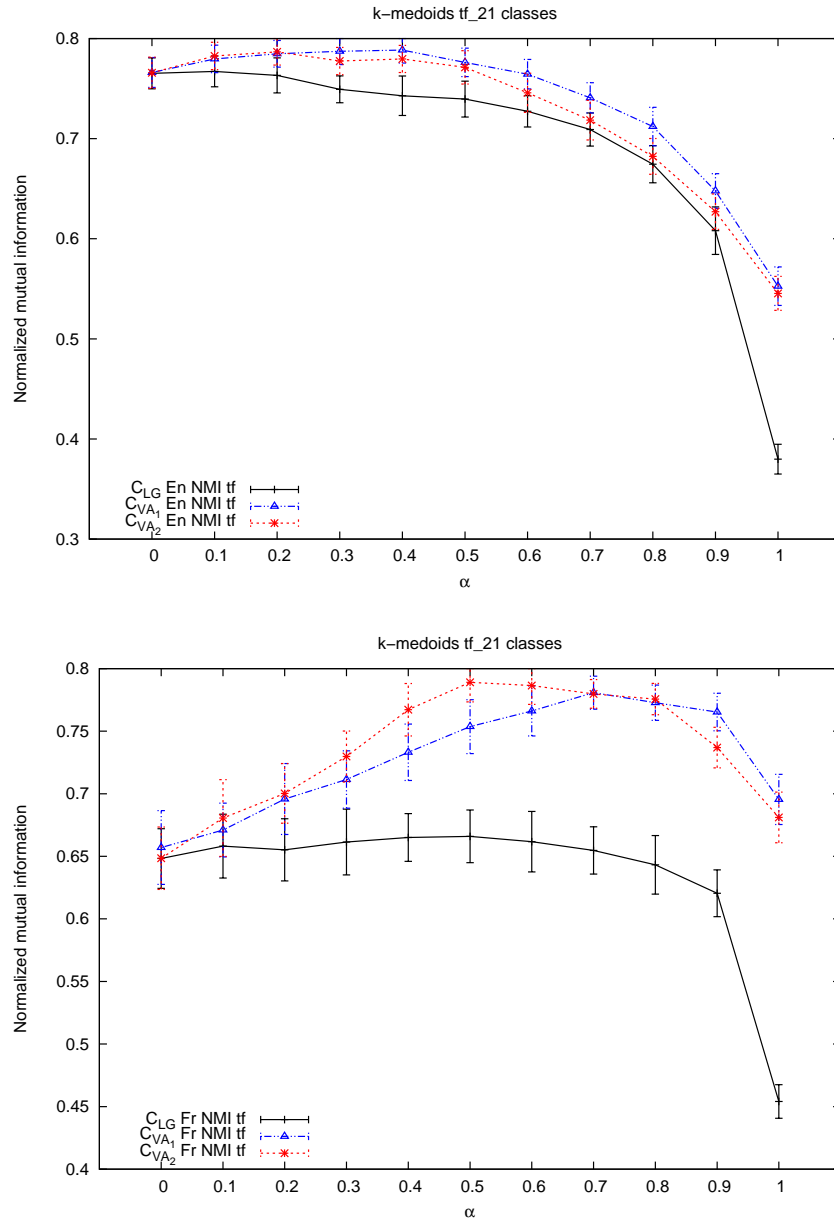 k-medoids tf_21 classes
0.8
0.7
0.6
0.5
0.4
0.3
Normalized mutual information
C_LG En NMI tf
C_VA1 En NMI tf
C_VA2 En NMI tf
0 0.1 0.2 0.3 0.4 0.5 0.6 0.7 0.8 0.9 1
α
k-medoids tf_21 classes
0.8
0.75
0.7
0.65
0.6
0.55
0.5
0.45
0.4
Normalized mutual information
C_LG Fr NMI tf
C_VA1 Fr NMI tf
C_VA2 Fr NMI tf
0 0.1 0.2 0.3 0.4 0.5 0.6 0.7 0.8 0.9 1
α